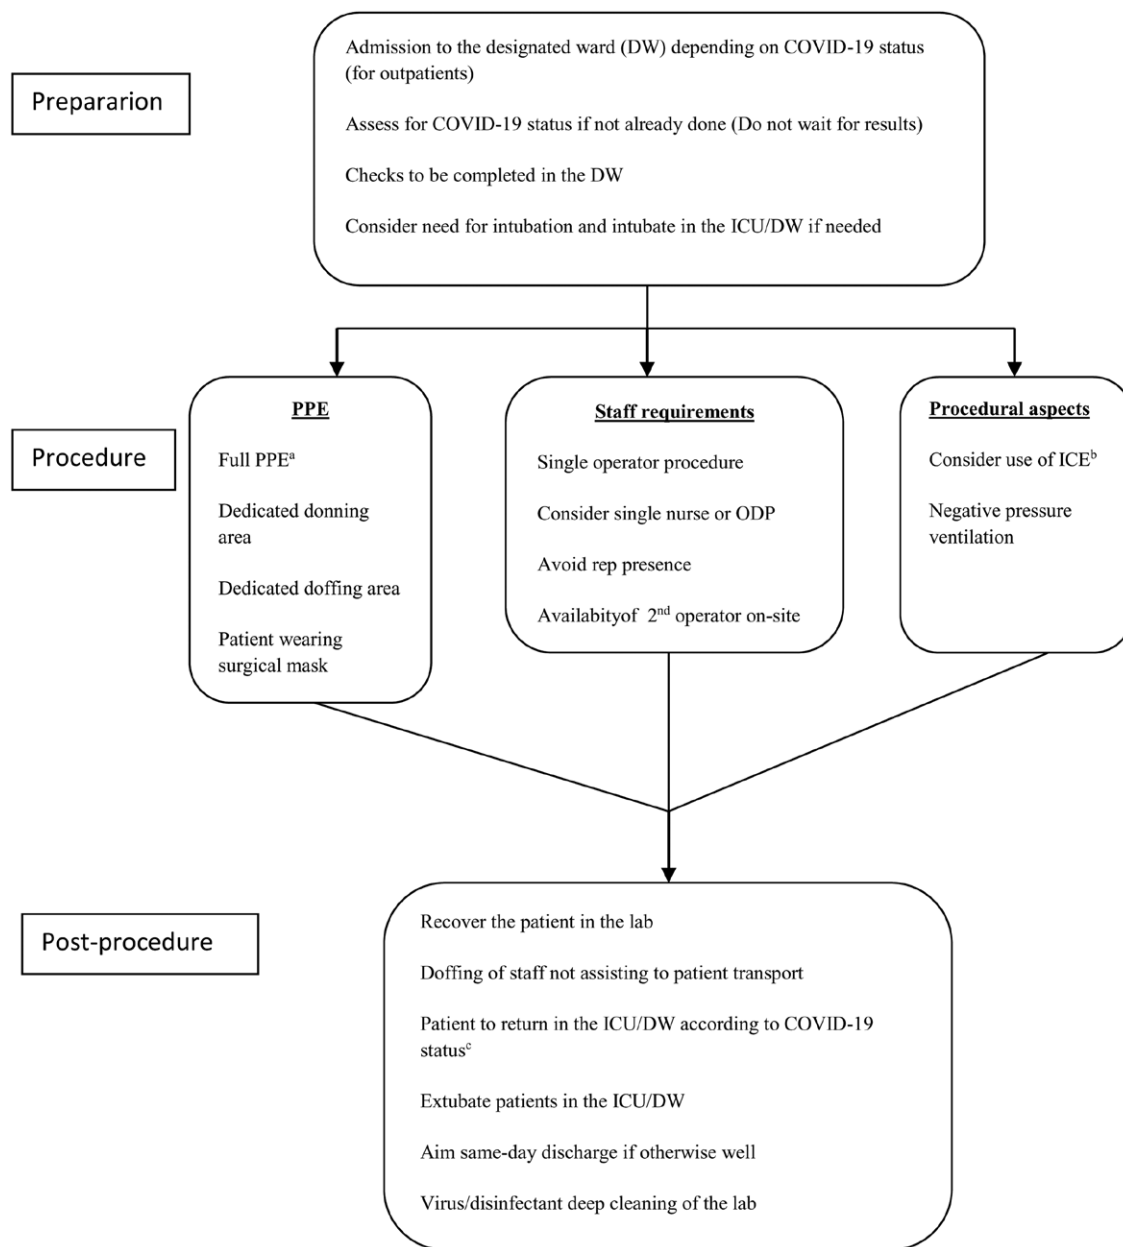 Prepararion
Admission to the designated ward (DW) depending on COVID-19 status
(for outpatients)
Assess for COVID-19 status if not already done (Do not wait for results)
Checks to be completed in the DW
Consider need for intubation and intubate in the ICU/DW if needed
Procedure
PPE
Full PPEᵃ
Dedicated donning
area
Dedicated doffing area
Patient wearing
surgical mask
Staff requirements
Single operator procedure
Consider single nurse or ODP
Avoid rep presence
Availabityof 2ⁿᵈ operator on-site
Procedural aspects
Consider use of ICEᵇ
Negative pressure
ventilation
Post-procedure
Recover the patient in the lab
Doffing of staff not assisting to patient transport
Patient to return in the ICU/DW according to COVID-19
statusᶜ
Extubate patients in the ICU/DW
Aim same-day discharge if otherwise well
Virus/disinfectant deep cleaning of the lab